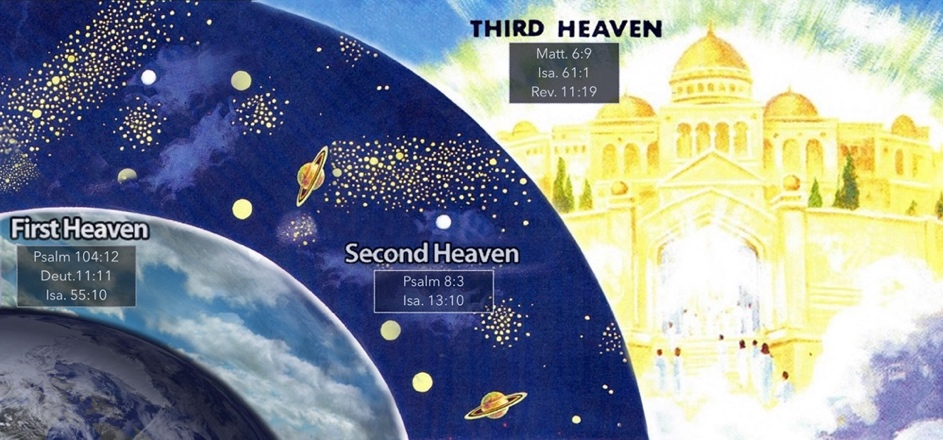 THIRD HEAVEN
Matt. 6:9
Isa. 61:1
Rev. 11:19
First Heaven
Psalm 104:12
Deut.11:11
Isa. 55:10
Second Heaven
Psalm 8:3
Isa. 13:10